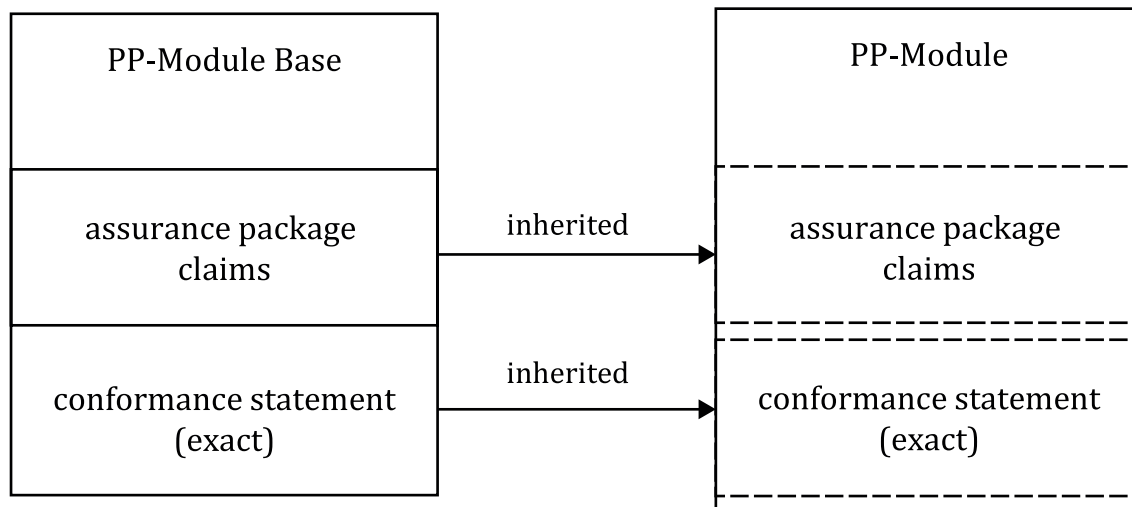 PP-Module Base
PP-Module
assurance package
claims
inherited
assurance package
claims
conformance statement
(exact)
inherited
conformance statement
(exact)